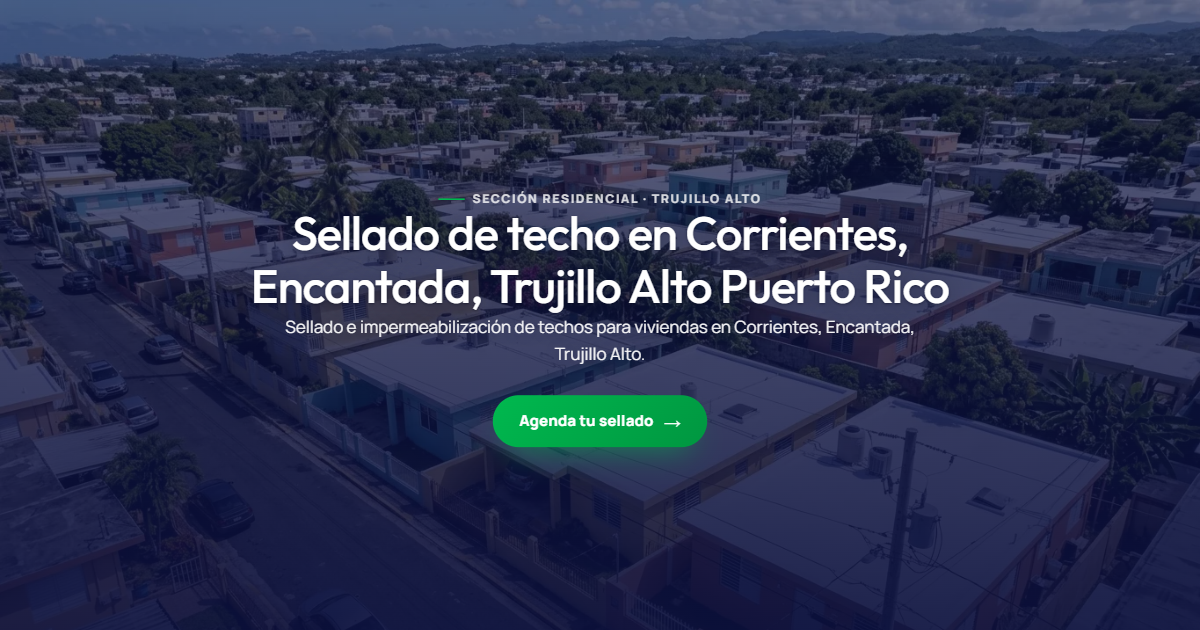 SECCIÓN RESIDENCIAL · TRUJILLO ALTO
Sellado de techo en Corrientes,
Encantada, Trujillo Alto Puerto Rico
Sellado e impermeabilización de techos para viviendas en Corrientes, Encantada,
Trujillo Alto.
Agenda tu sellado →